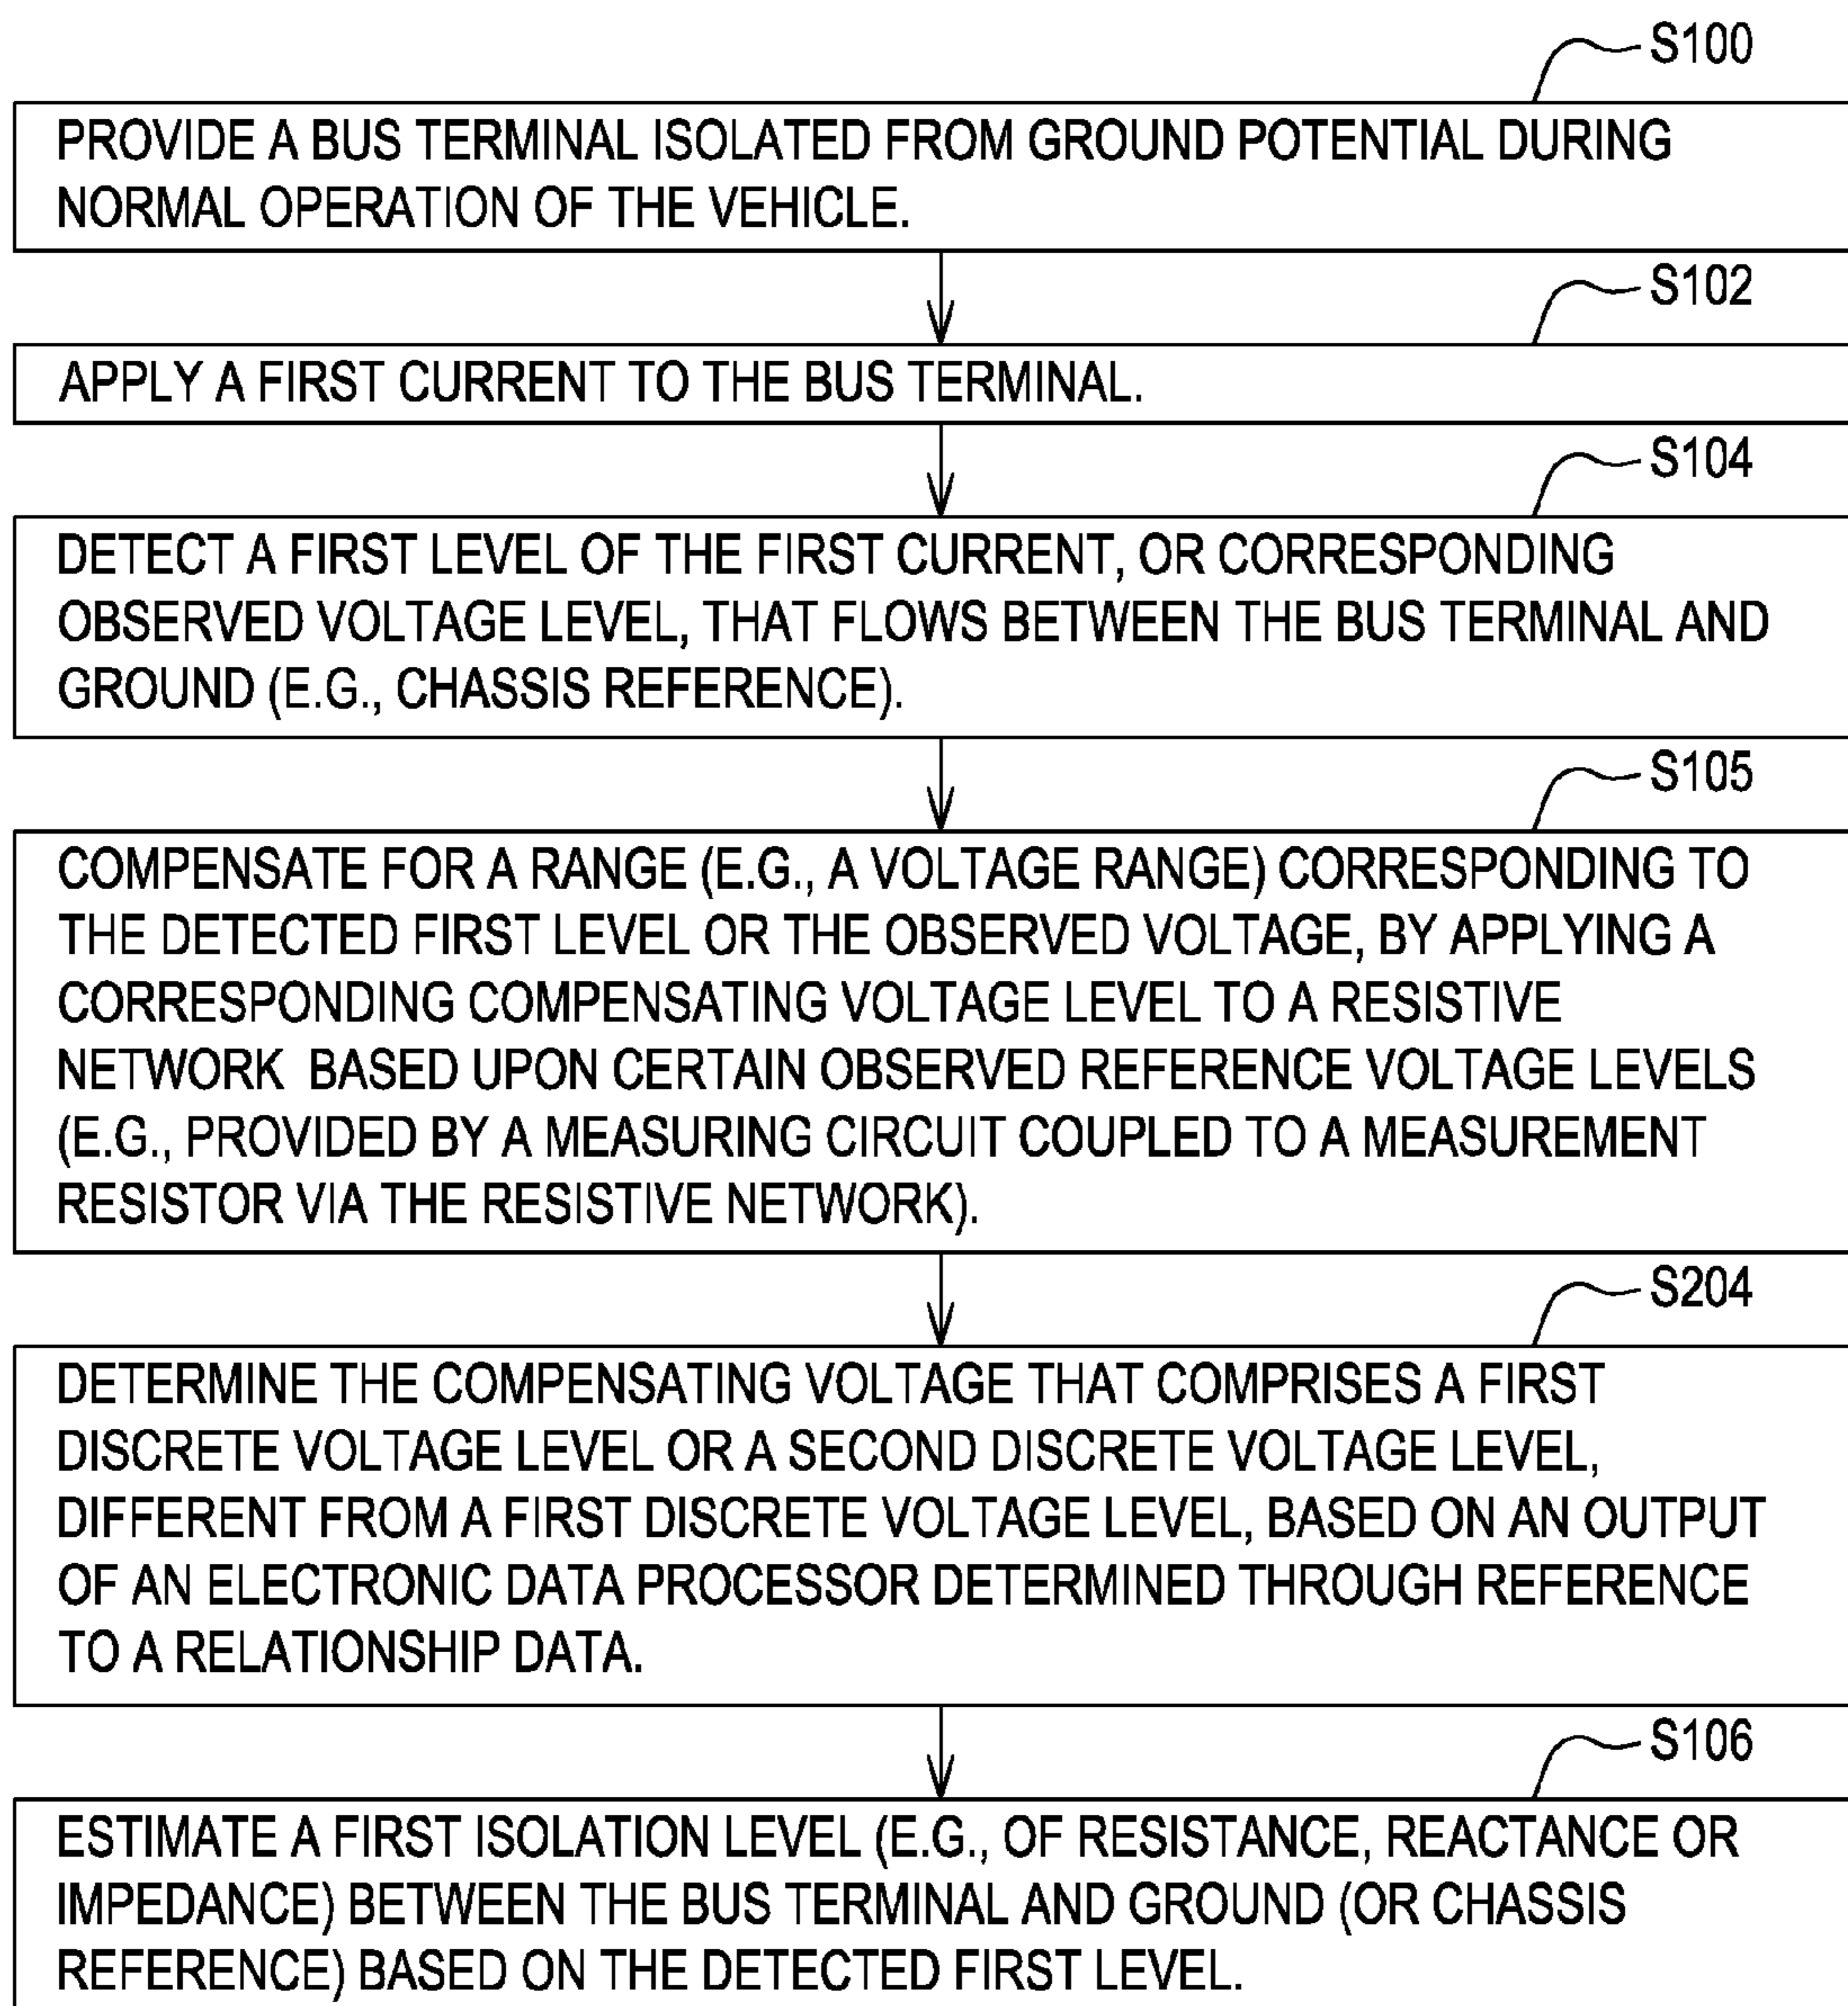 S100
PROVIDE A BUS TERMINAL ISOLATED FROM GROUND POTENTIAL DURING
NORMAL OPERATION OF THE VEHICLE.
S102
APPLY A FIRST CURRENT TO THE BUS TERMINAL.
S104
DETECT A FIRST LEVEL OF THE FIRST CURRENT, OR CORRESPONDING
OBSERVED VOLTAGE LEVEL, THAT FLOWS BETWEEN THE BUS TERMINAL AND
GROUND (E.G., CHASSIS REFERENCE).
S105
COMPENSATE FOR A RANGE (E.G., A VOLTAGE RANGE) CORRESPONDING TO
THE DETECTED FIRST LEVEL OR THE OBSERVED VOLTAGE, BY APPLYING A
CORRESPONDING COMPENSATING VOLTAGE LEVEL TO A RESISTIVE
NETWORK BASED UPON CERTAIN OBSERVED REFERENCE VOLTAGE LEVELS
(E.G., PROVIDED BY A MEASURING CIRCUIT COUPLED TO A MEASUREMENT
RESISTOR VIA THE RESISTIVE NETWORK).
S204
DETERMINE THE COMPENSATING VOLTAGE THAT COMPRISES A FIRST
DISCRETE VOLTAGE LEVEL OR A SECOND DISCRETE VOLTAGE LEVEL,
DIFFERENT FROM A FIRST DISCRETE VOLTAGE LEVEL, BASED ON AN OUTPUT
OF AN ELECTRONIC DATA PROCESSOR DETERMINED THROUGH REFERENCE
TO A RELATIONSHIP DATA.
S106
ESTIMATE A FIRST ISOLATION LEVEL (E.G., OF RESISTANCE, REACTANCE OR
IMPEDANCE) BETWEEN THE BUS TERMINAL AND GROUND (OR CHASSIS
REFERENCE) BASED ON THE DETECTED FIRST LEVEL.